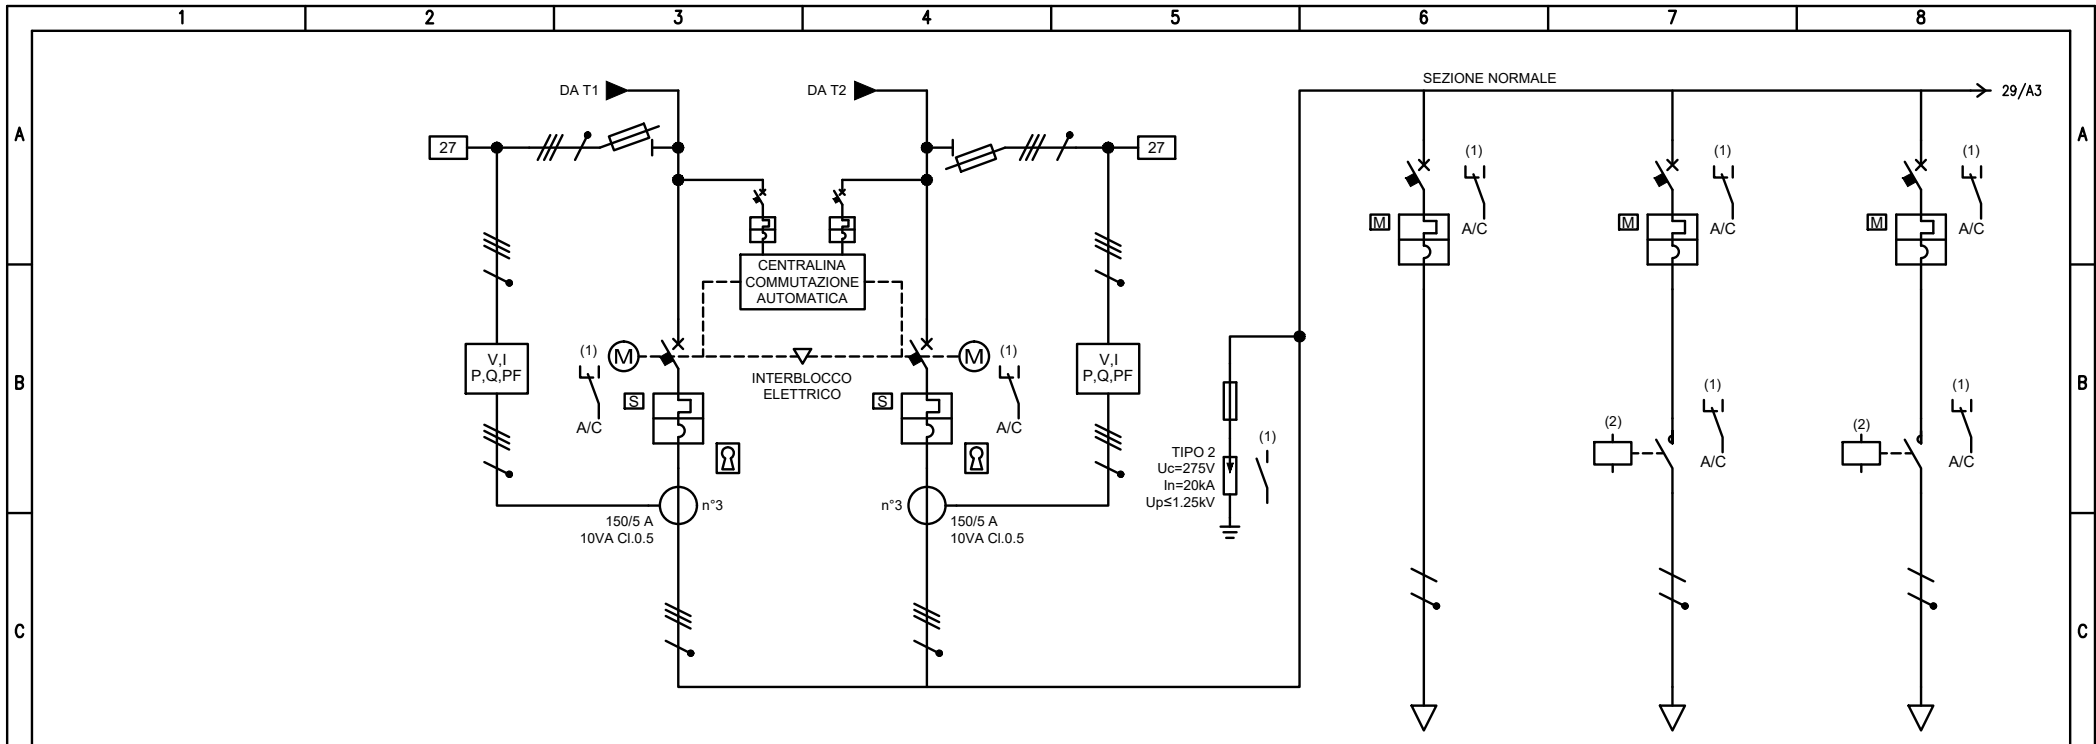 1 2 3 4 5 6 7 8
SEZIONE NORMALE
DA T1
DA T2
29/A3
A
A
27
27
(1)
(1)
(1)
M
A/C
M
A/C
M
A/C
CENTRALINA
COMMUTAZIONE
AUTOMATICA
B
B
V,I
P,Q,PF
(1)
M
M
(1)
V,I
P,Q,PF
INTERBLOCCO
ELETTRICO
S
A/C
S
A/C
(1)
(1)
(2)
A/C
(2)
A/C
TIPO 2
Uc=275V
In=20kA
Up≤1.25kV
(1)
n°3
n°3
150/5 A
10VA Cl.0.5
150/5 A
10VA Cl.0.5
C
C